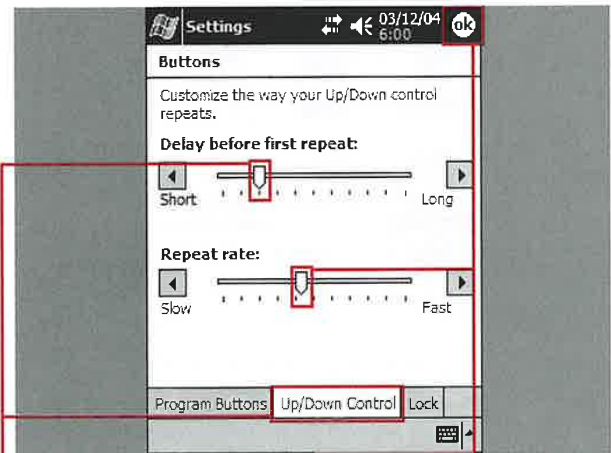 Settings
03/12/04
6:00
ok
Buttons
Customize the way your Up/Down control
repeats.
Delay before first repeat:
Short
Long
Repeat rate:
Slow
Fast
Program Buttons Up/Down Control Lock